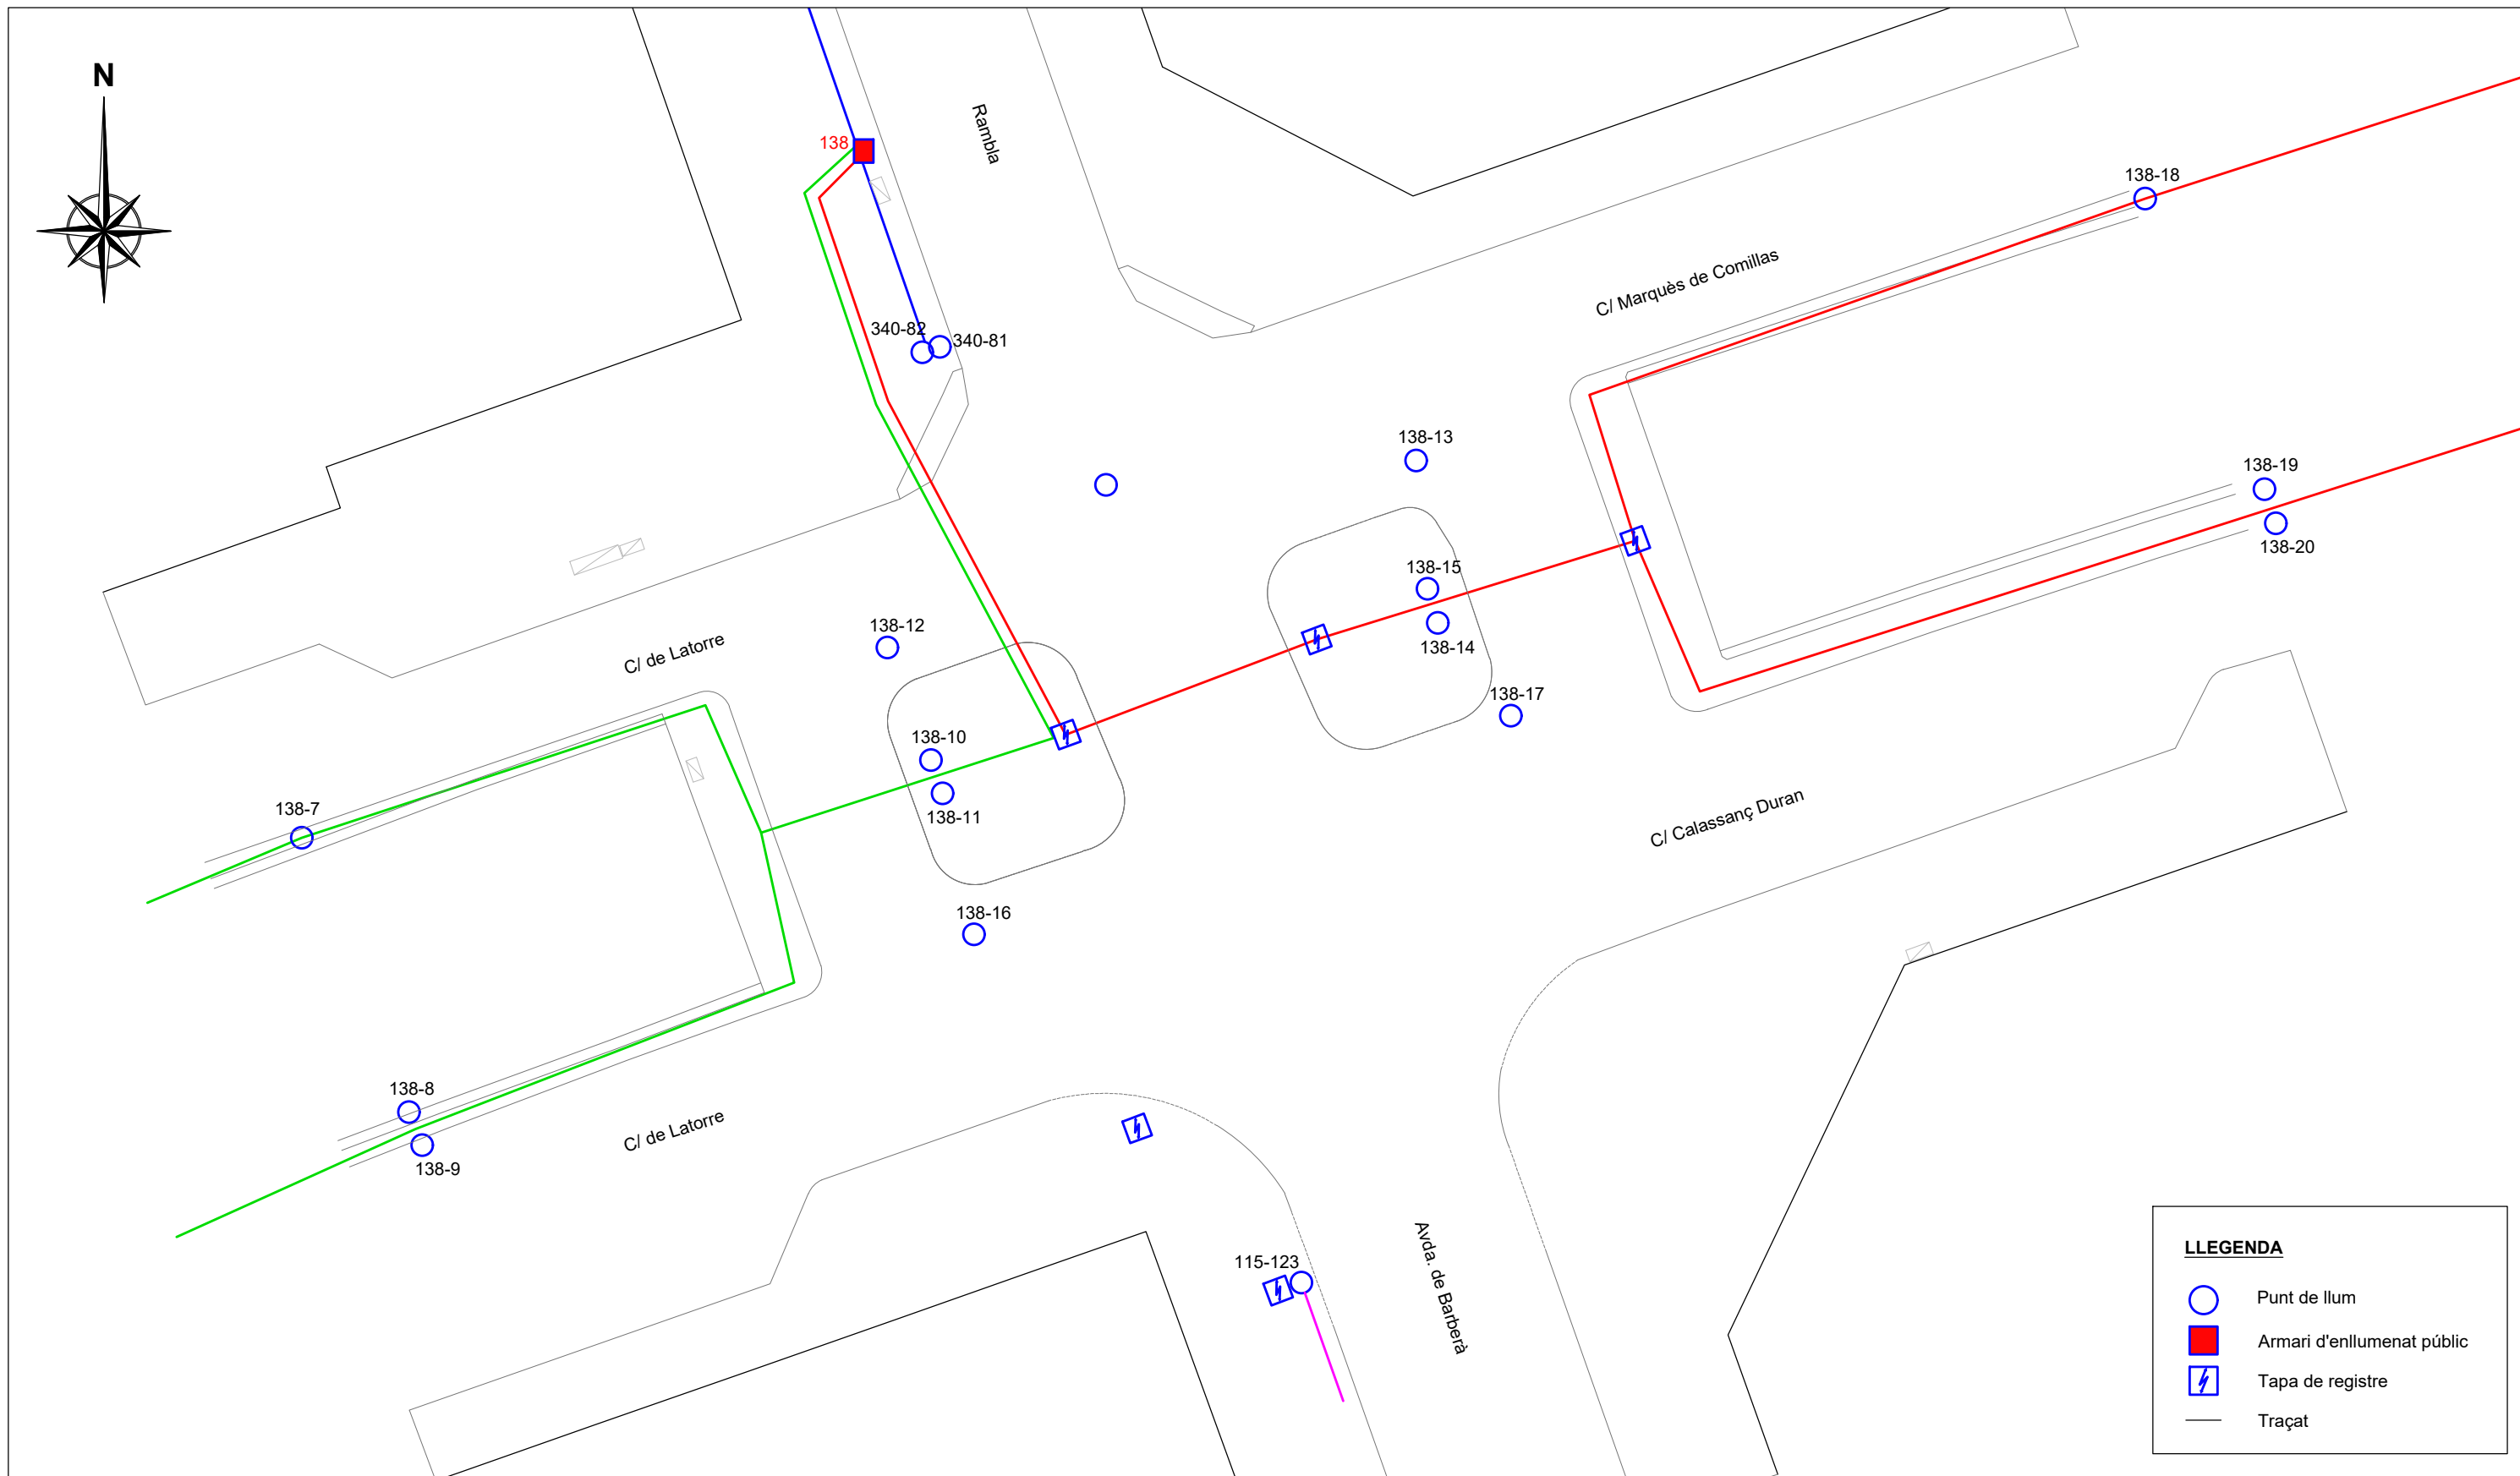 N
Rambla
138
138-18
C/ Marquès de Comillas
340-82
340-81
138-13
138-19
138-20
138-15
138-14
138-12
C/ de Latorre
138-17
138-10
138-11
138-7
C/ Calassanç Duran
138-16
138-8
138-9
C/ de Latorre
115-123
Avda. de Barberà
LLEGENDA
Punt de llum
Armari d'enllumenat públic
Tapa de registre
Traçat